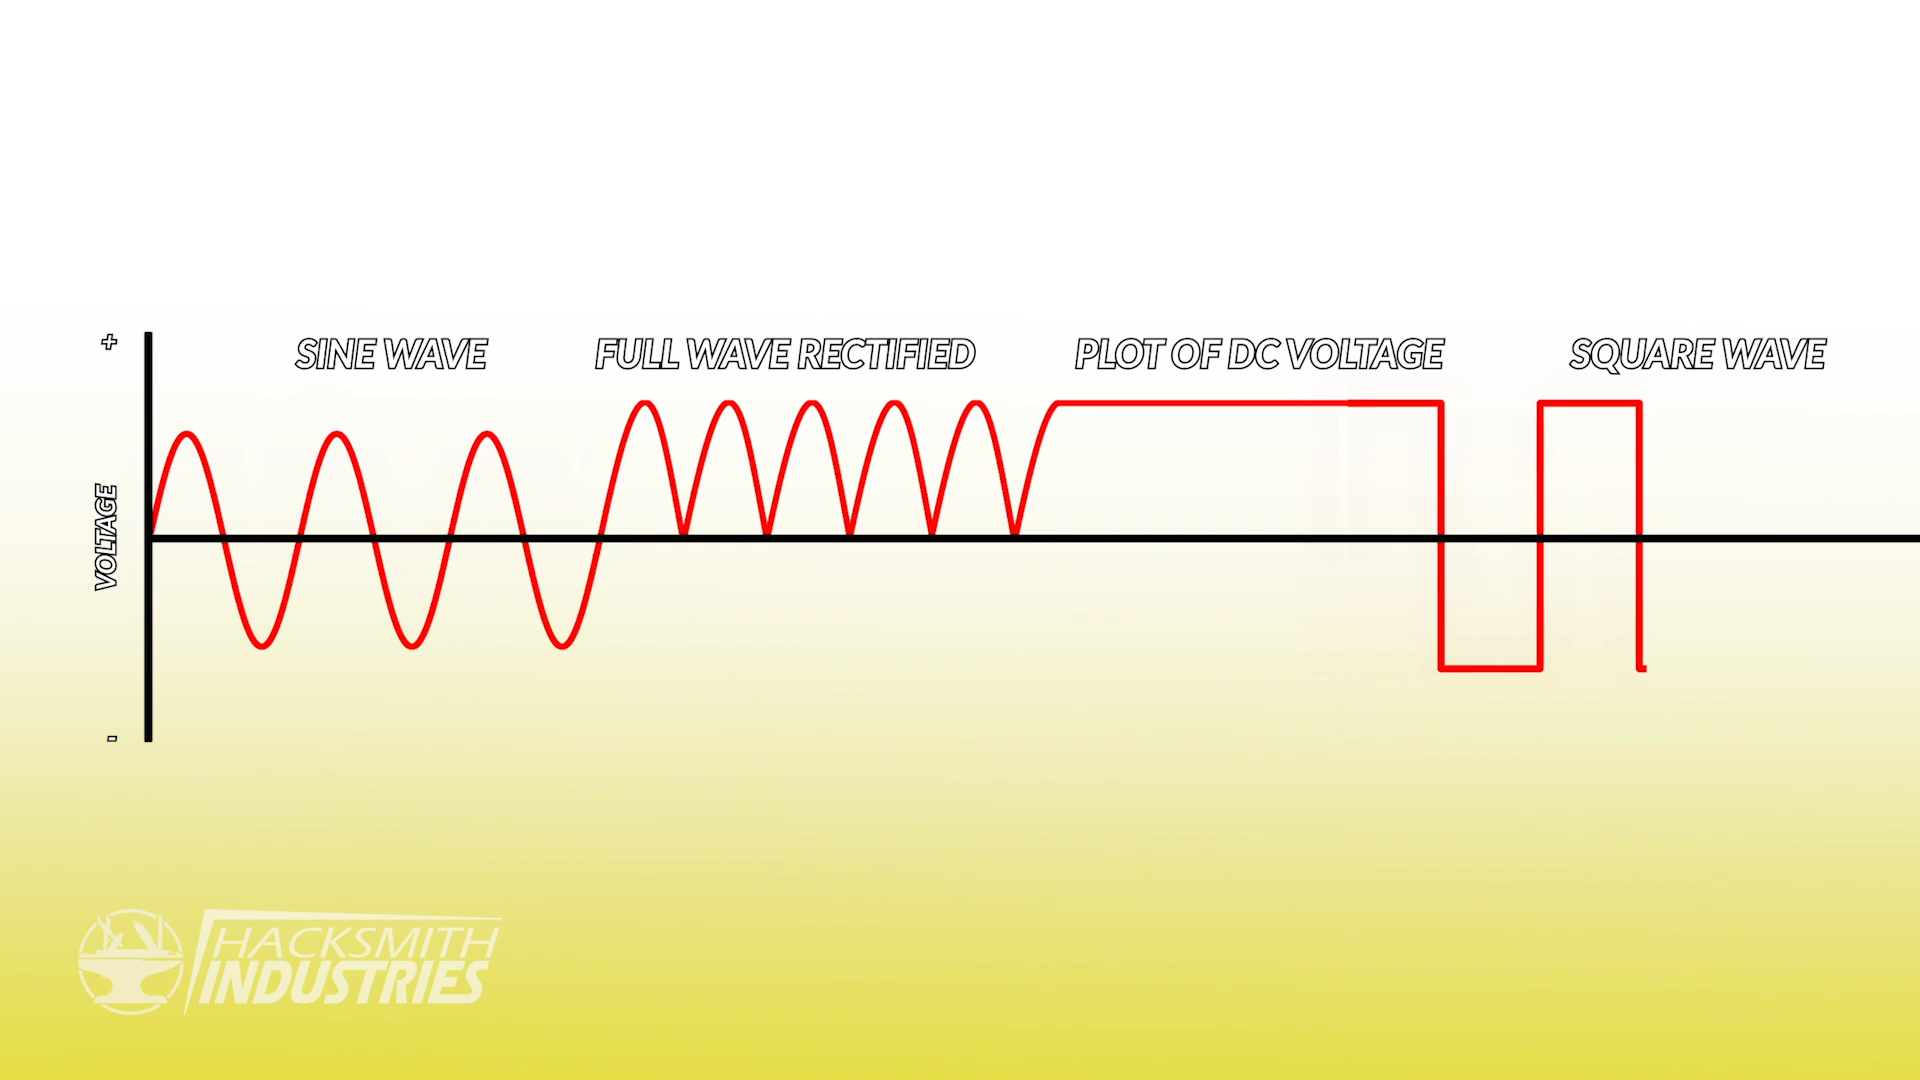 +
SINE WAVE
FULL WAVE RECTIFIED
PLOT OF DC VOLTAGE
SQUARE WAVE
VOLTAGE
-
HACKSMITH
INDUSTRIES